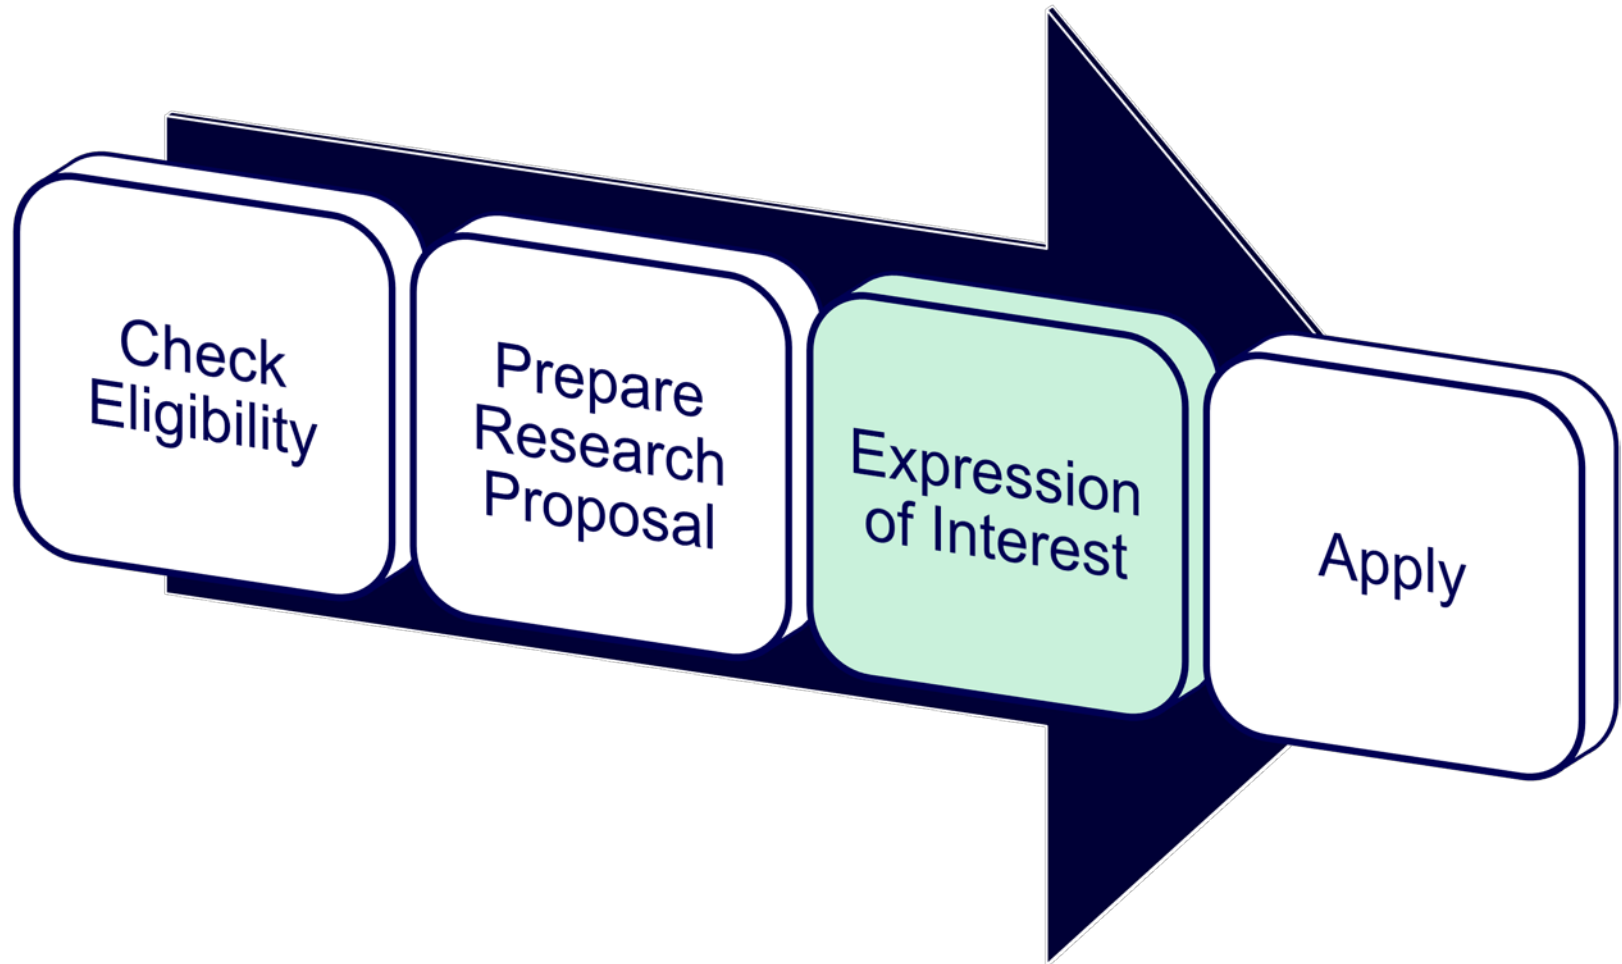 Check
Eligibility
Prepare
Research
Proposal
Expression
of Interest
Apply